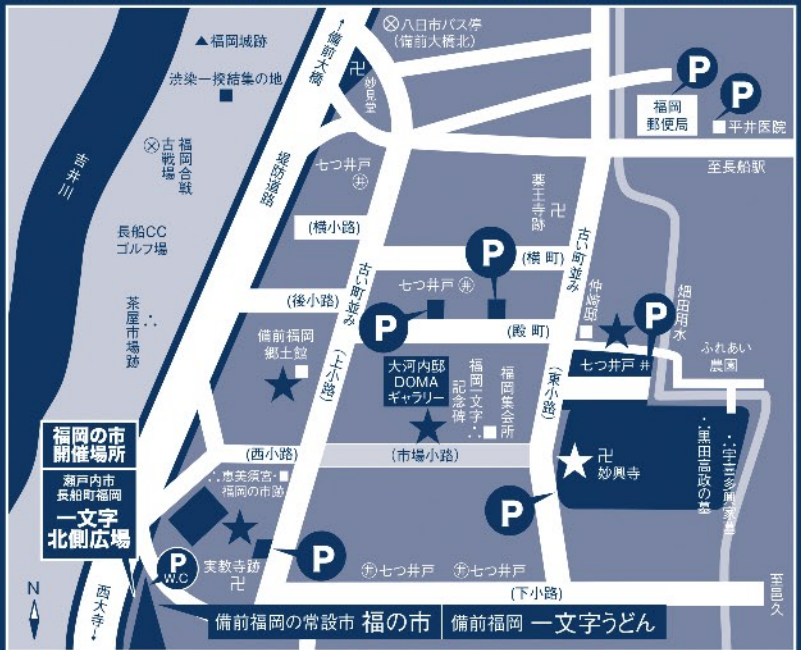 ⊗八日市バス停
(備前大橋北)
↑備前大橋
▲福岡城跡
渋染一揆結集の地
卍
妙見堂
P
P
福岡
郵便局
平井医院
至長船駅
吉井川
⊗
福岡合戦
古戦場
堤防道路
七つ井戸
井
薬王寺跡
卍
長船CC
ゴルフ場
(横小路)
古い町並み
(横町)
P
古い町並み
七つ井戸 井
仲﨑邸
畑田用水
(後小路)
P
(殿町)
P
茶屋市場跡
備前福岡
郷土館
(上小路)
大河内邸
DOMA
ギャラリー
福岡一文字
記念碑
福岡集会所
(東小路)
七つ井戸 井
ふれあい
農園
福岡の市
開催場所
瀬戸内市
長船町福岡
一文字
北側広場
(西小路)
(市場小路)
恵美須宮・
福岡の市跡
卍
妙興寺
黒田高政の墓
宇喜多興家墓
P
P
W.C
実教寺跡
卍
P
井 七つ井戸
井 七つ井戸
(下小路)
至邑久
N
西大寺↓
備前福岡の常設市 福の市
備前福岡 一文字うどん